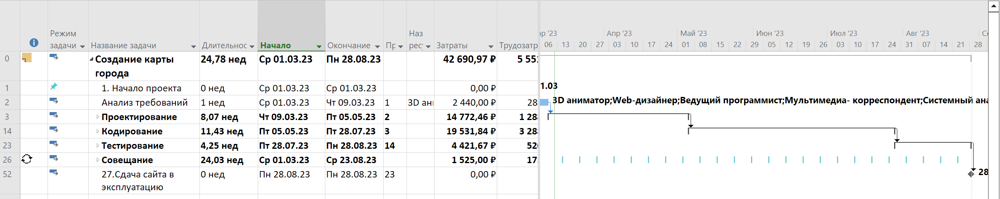 Режим задачи Название задачи Длительнос Начало Окончание Пр Наз рес Затраты Трудозатр
0 Создание карты города 24,78 нед Ср 01.03.23 Пн 28.08.23 42 690,97 ₽ 5 551
1 1. Начало проекта 0 нед Ср 01.03.23 Ср 01.03.23 0,00 ₽
2 Анализ требований 1 нед Ср 01.03.23 Чт 09.03.23 1 3D ані 2 440,00 ₽ 28
3 Проектирование 8,07 нед Чт 09.03.23 Пт 05.05.23 2 14 772,46 ₽ 1 288
14 Кодирование 11,43 нед Пт 05.05.23 Пт 28.07.23 3 19 531,84 ₽ 3 288
23 Тестирование 4,25 нед Пт 28.07.23 Пн 28.08.23 14 4 421,67 ₽ 520
26 Совещание 24,03 нед Ср 01.03.23 Ср 23.08.23 1 525,00 ₽ 17
52 27.Сдача сайта в эксплуатацию 0 нед Пн 28.08.23 Пн 28.08.23 23 0,00 ₽
ар '23 Апр '23 Май '23 Июн '23 Июл '23 Авг '23 Се
06 13 20 27 03 10 17 24 01 08 15 22 29 05 12 19 26 03 10 17 24 31 07 14 21 28
1.03
3D аниматор;Web-дизайнер;Ведущий программист;Мультимедиа- корреспондент;Системный ана
28